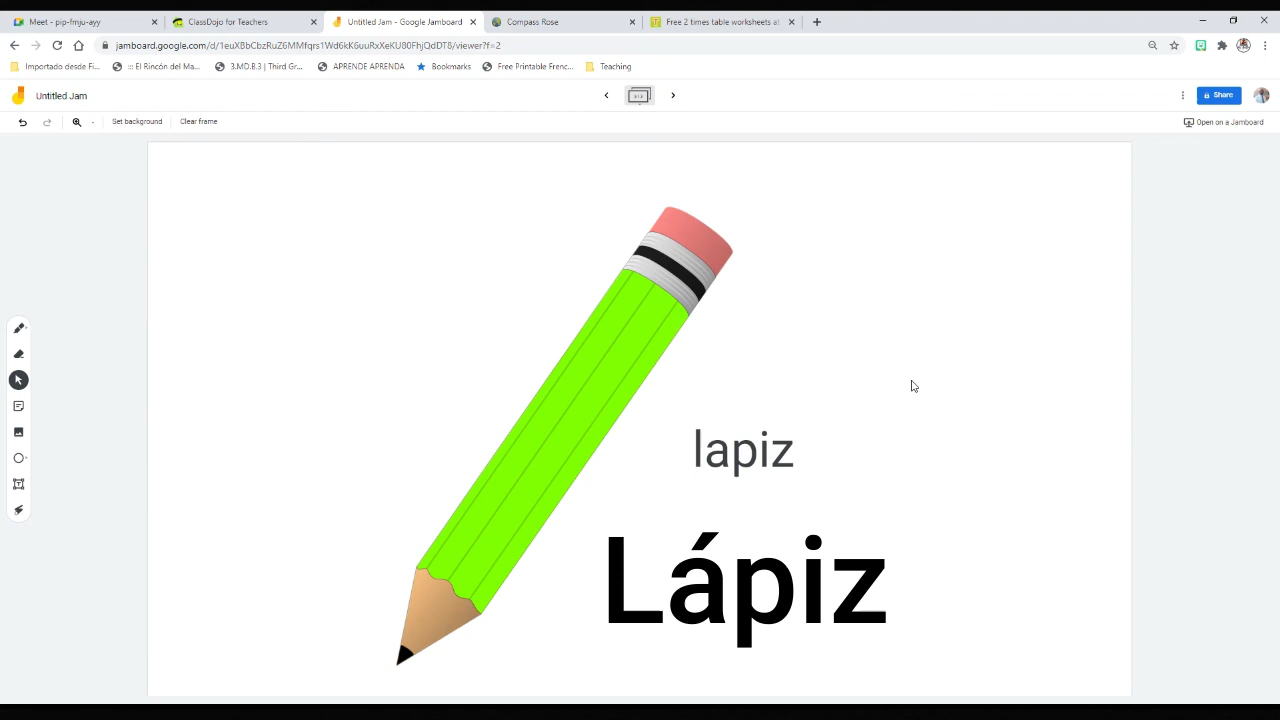 Meet - pip-fmju-ayy
ClassDojo for Teachers
Untitled Jam - Google Jamboard
Compass Rose
Free 2 times table worksheets at
jamboard.google.com/d/1euXBbCbzRuZ6MMfqrs1Wd6kK6uuRxXeKU80FhjQdDT8/viewer?f=2
Importado desde Fi...
::: El Rincón del Ma...
3.MD.B.3 | Third Gr...
APRENDE APRENDA
Bookmarks
Free Printable Frenc...
Teaching
Untitled Jam
Share
Set background
Clear frame
Open on a Jamboard
lapiz
Lápiz